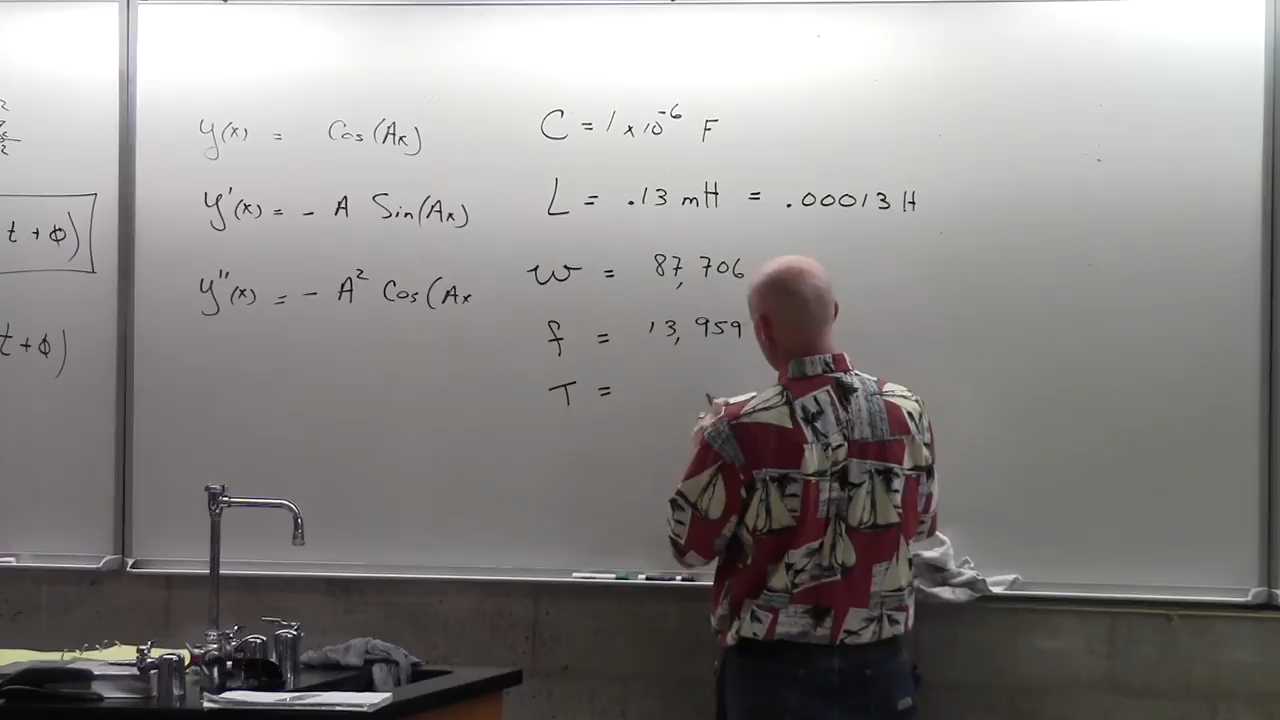 t + ϕ)
t + ϕ)
y(x) = Cos(Ax)
y'(x) = - A Sin(Ax)
y''(x) = - A² Cos(Ax
C = 1 x 10⁻⁶ F
L = .13 mH = .00013 H
w = 87,706
f = 13,959
T =